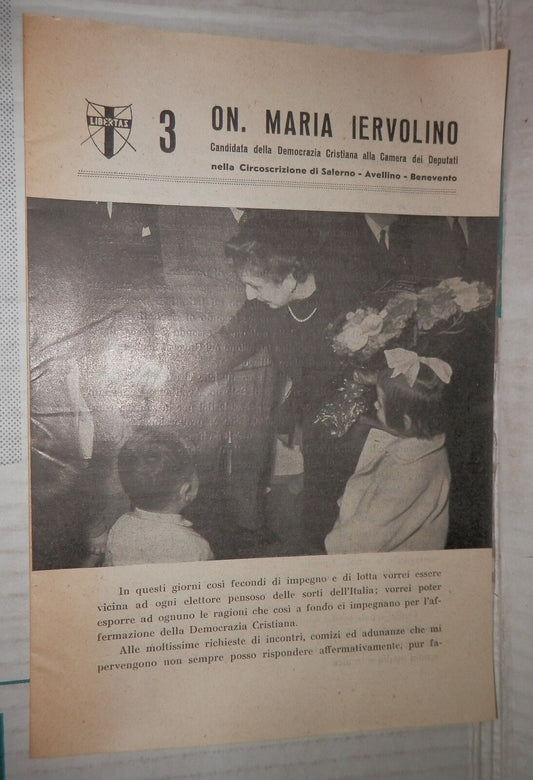 LIBERTAS
3
ON. MARIA IERVOLINO
Candidata della Democrazia Cristiana alla Camera dei Deputati
nella Circoscrizione di Salerno - Avellino - Benevento
In questi giorni così fecondi di impegno e di lotta vorrei essere
vicina ad ogni elettore pensoso delle sorti dell'Italia; vorrei poter
esporre ad ognuno le ragioni che così a fondo ci impegnano per l'af-
fermazione della Democrazia Cristiana.
Alle moltissime richieste di incontri, comizi ed adunanze che mi
pervengono non sempre posso rispondere affermativamente, pur fa-